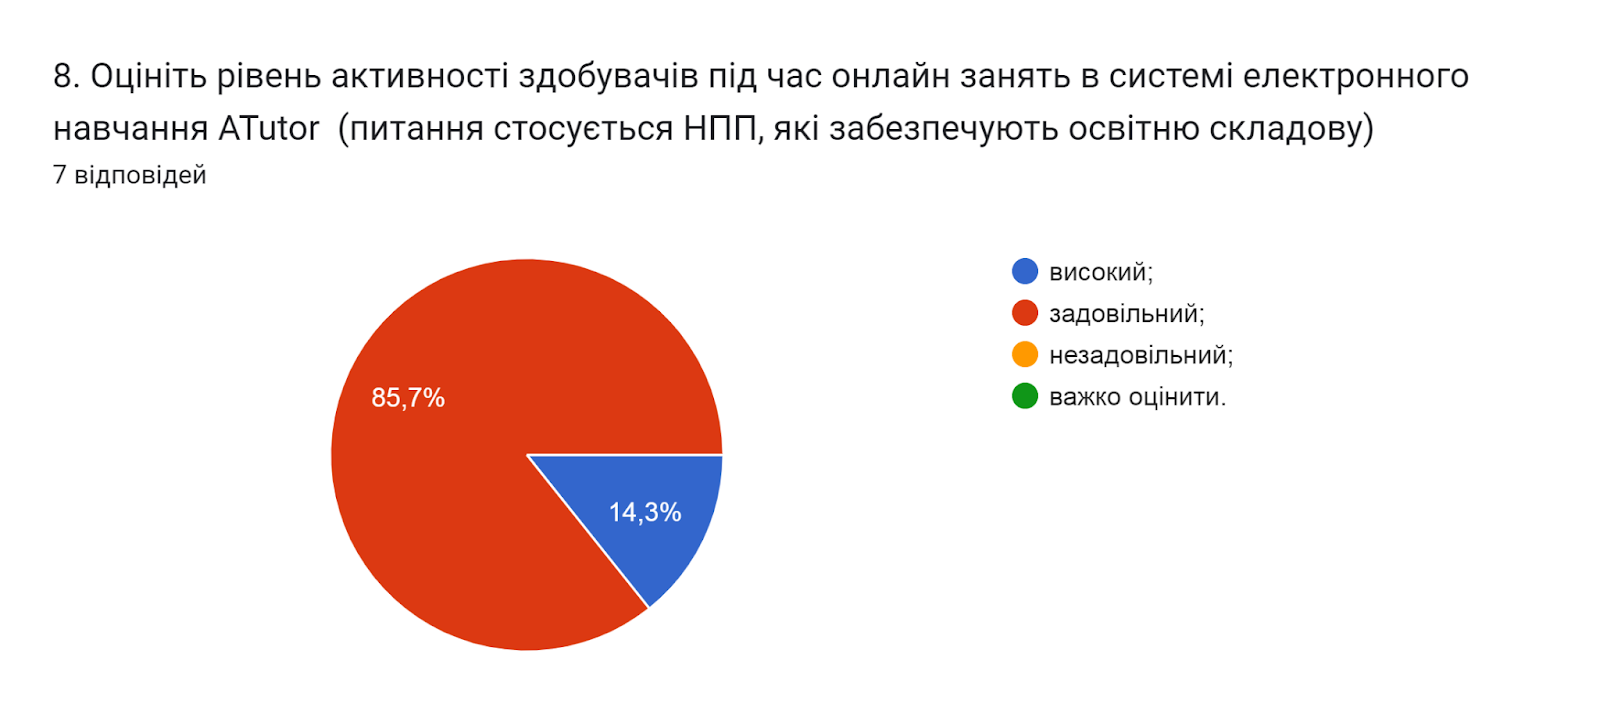 8. Оцініть рівень активності здобувачів під час онлайн занять в системі електронного
навчання ATutor  (питання стосується НПП, які забезпечують освітню складову)
7 відповідей
високий;
задовільний;
незадовільний;
важко оцінити.
85,7%
14,3%